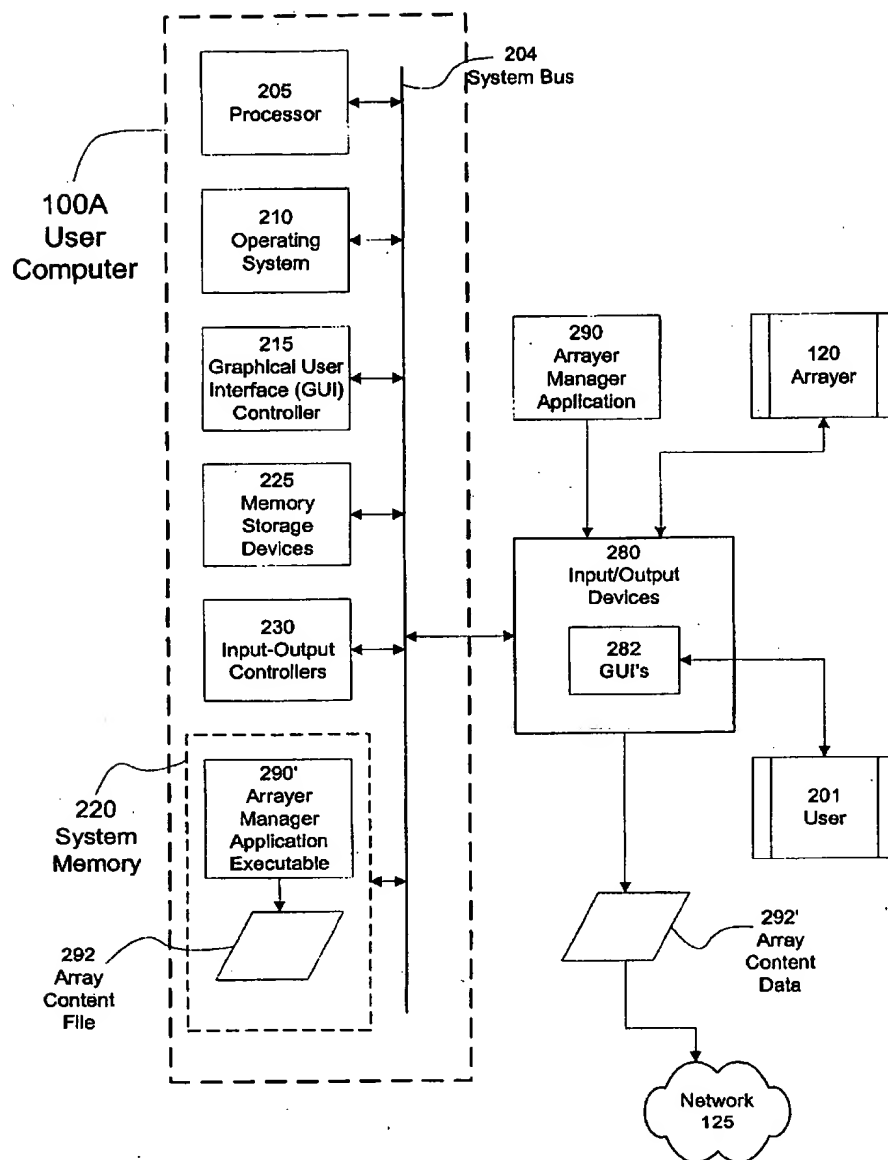 204
System Bus
205
Processor
100A
User
Computer
210
Operating
System
215
Graphical User
Interface (GUI)
Controller
290
Arrayer
Manager
Application
120
Arrayer
225
Memory
Storage
Devices
280
Input/Output
Devices
230
Input-Output
Controllers
282
GUI's
220
System
Memory
290'
Arrayer
Manager
Application
Executable
201
User
292
Array
Content
File
292'
Array
Content
Data
Network
125